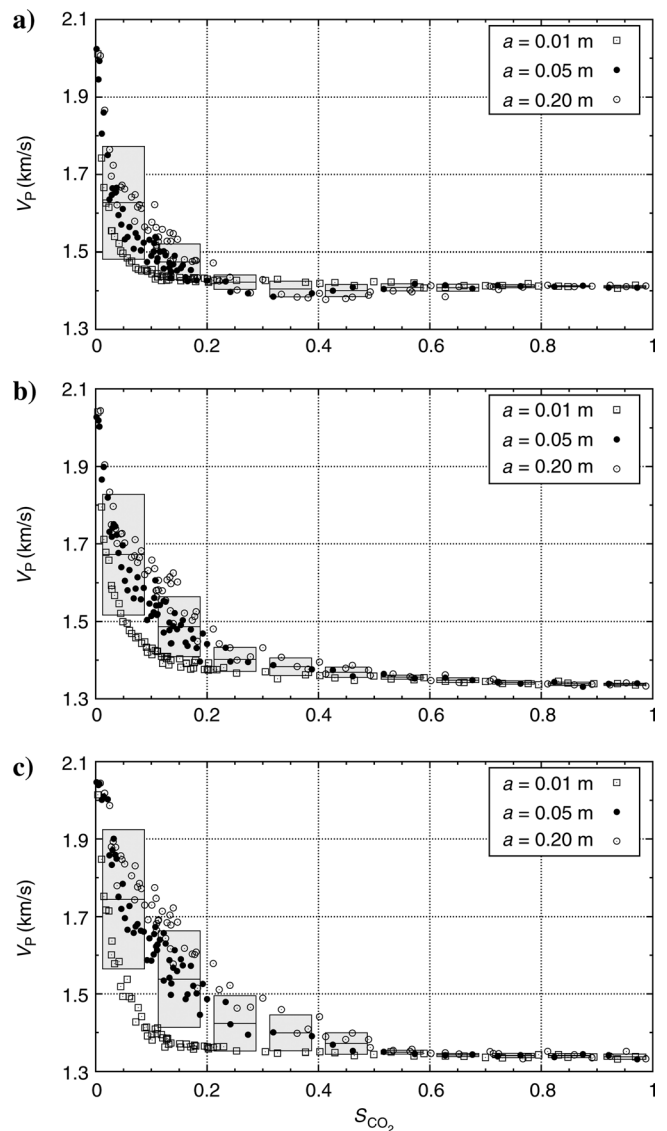 a)
2.1
1.9
1.7
1.5
1.3
V_P (km/s)
a = 0.01 m
a = 0.05 m
a = 0.20 m
0 0.2 0.4 0.6 0.8 1
b)
2.1
1.9
1.7
1.5
1.3
V_P (km/s)
a = 0.01 m
a = 0.05 m
a = 0.20 m
0 0.2 0.4 0.6 0.8 1
c)
2.1
1.9
1.7
1.5
1.3
V_P (km/s)
a = 0.01 m
a = 0.05 m
a = 0.20 m
0 0.2 0.4 0.6 0.8 1
S_CO₂